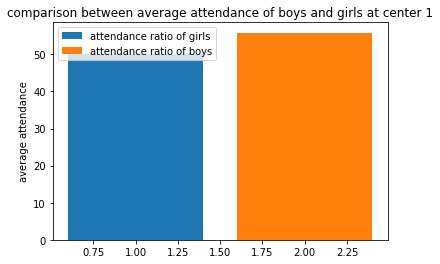 comparison between average attendance of boys and girls at center 1
attendance ratio of girls
attendance ratio of boys
average attendance
50
40
30
20
10
0
0.75 1.00 1.25 1.50 1.75 2.00 2.25